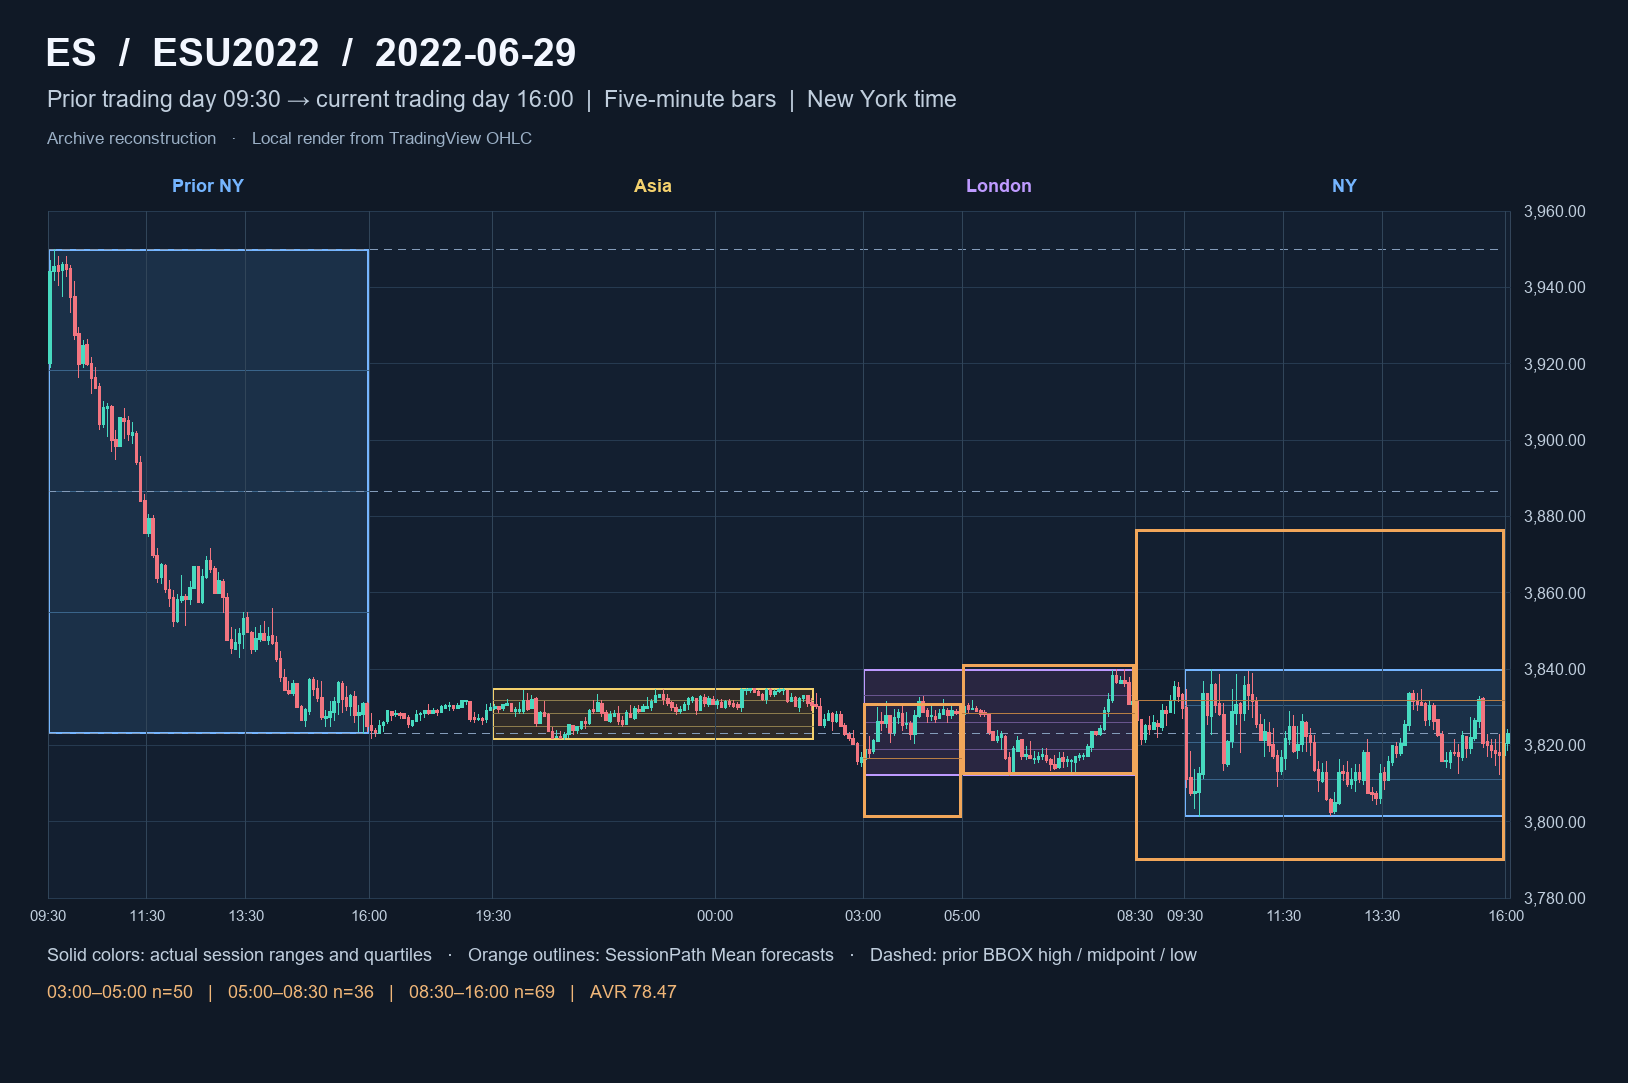 ES / ESU2022 / 2022-06-29
Prior trading day 09:30 → current trading day 16:00 | Five-minute bars | New York time
Archive reconstruction · Local render from TradingView OHLC
Prior NY Asia London NY
3,960.00
3,940.00
3,920.00
3,900.00
3,880.00
3,860.00
3,840.00
3,820.00
3,800.00
3,780.00
09:30 11:30 13:30 16:00 19:30 00:00 03:00 05:00 08:30 09:30 11:30 13:30 16:00
Solid colors: actual session ranges and quartiles · Orange outlines: SessionPath Mean forecasts · Dashed: prior BBOX high / midpoint / low
03:00–05:00 n=50 | 05:00–08:30 n=36 | 08:30–16:00 n=69 | AVR 78.47